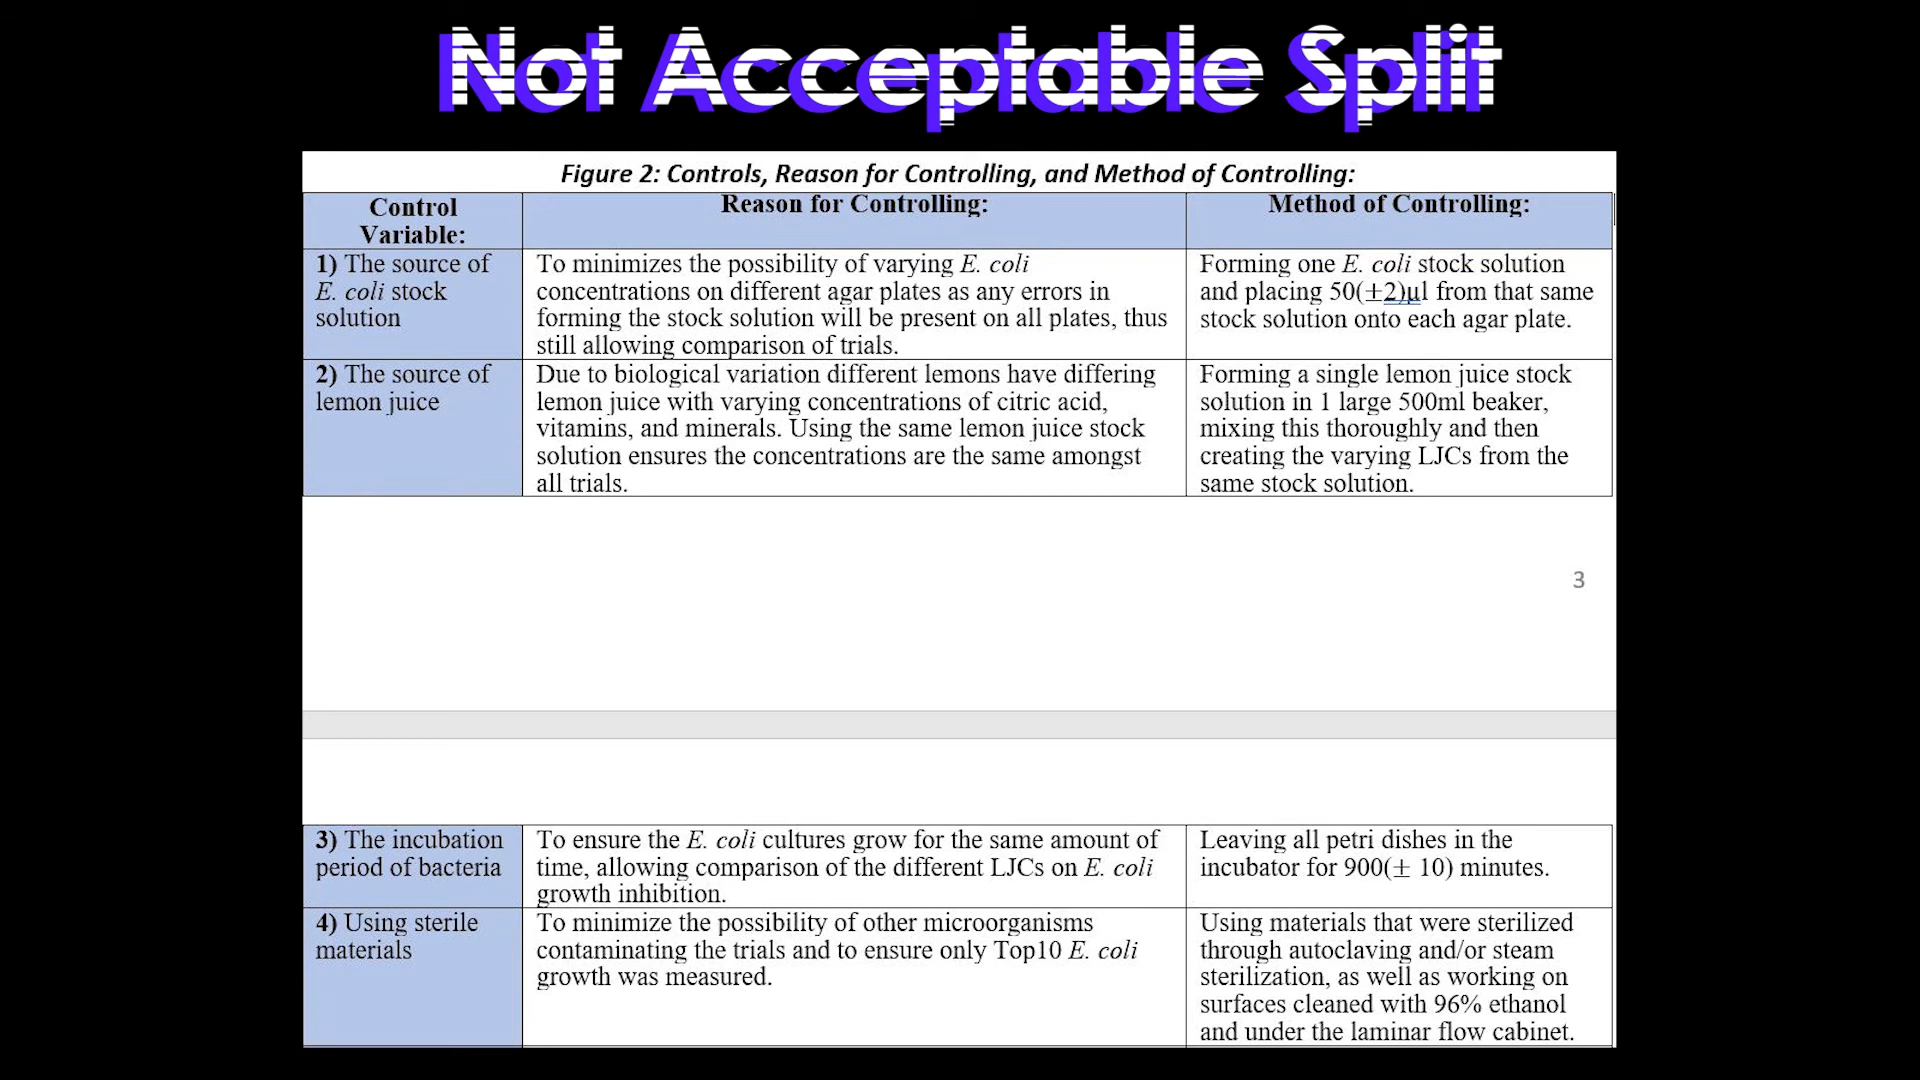 Not Acceptable Split
Figure 2: Controls, Reason for Controlling, and Method of Controlling:
Control
Variable:
Reason for Controlling:
Method of Controlling:
1) The source of
E. coli stock
solution
To minimizes the possibility of varying E. coli
concentrations on different agar plates as any errors in
forming the stock solution will be present on all plates, thus
still allowing comparison of trials.
Forming one E. coli stock solution
and placing 50(±2)μl from that same
stock solution onto each agar plate.
2) The source of
lemon juice
Due to biological variation different lemons have differing
lemon juice with varying concentrations of citric acid,
vitamins, and minerals. Using the same lemon juice stock
solution ensures the concentrations are the same amongst
all trials.
Forming a single lemon juice stock
solution in 1 large 500ml beaker,
mixing this thoroughly and then
creating the varying LJCs from the
same stock solution.
3
3) The incubation
period of bacteria
To ensure the E. coli cultures grow for the same amount of
time, allowing comparison of the different LJCs on E. coli
growth inhibition.
Leaving all petri dishes in the
incubator for 900(± 10) minutes.
4) Using sterile
materials
To minimize the possibility of other microorganisms
contaminating the trials and to ensure only Top10 E. coli
growth was measured.
Using materials that were sterilized
through autoclaving and/or steam
sterilization, as well as working on
surfaces cleaned with 96% ethanol
and under the laminar flow cabinet.